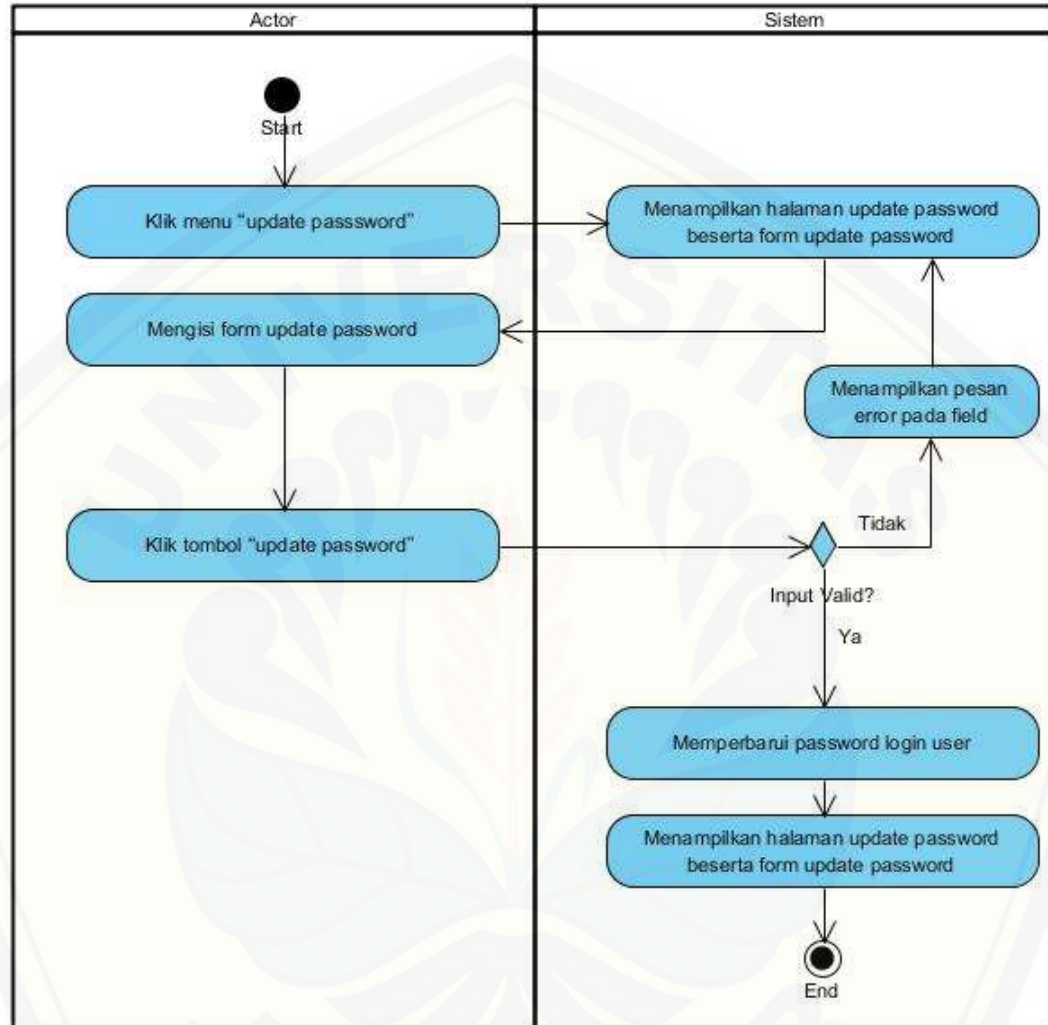 Actor
Sistem
Start
Klik menu “update passsword”
Menampilkan halaman update password
beserta form update password
Mengisi form update password
Menampilkan pesan
error pada field
Klik tombol “update password”
Tidak
Input Valid?
Ya
Memperbarui password login user
Menampilkan halaman update password
beserta form update password
End
UNIVERSITAS